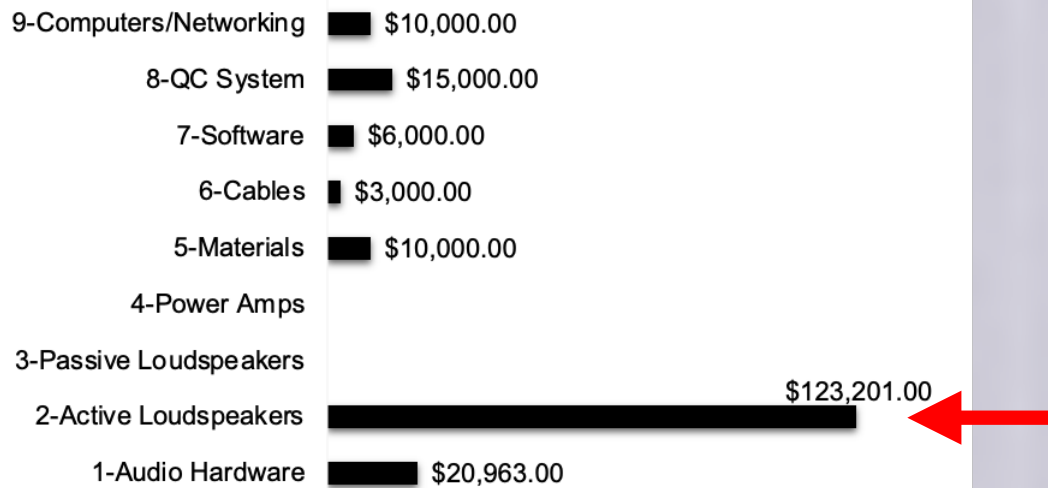 9-Computers/Networking $10,000.00
8-QC System $15,000.00
7-Software $6,000.00
6-Cables $3,000.00
5-Materials $10,000.00
4-Power Amps
3-Passive Loudspeakers
$123,201.00
2-Active Loudspeakers
1-Audio Hardware $20,963.00